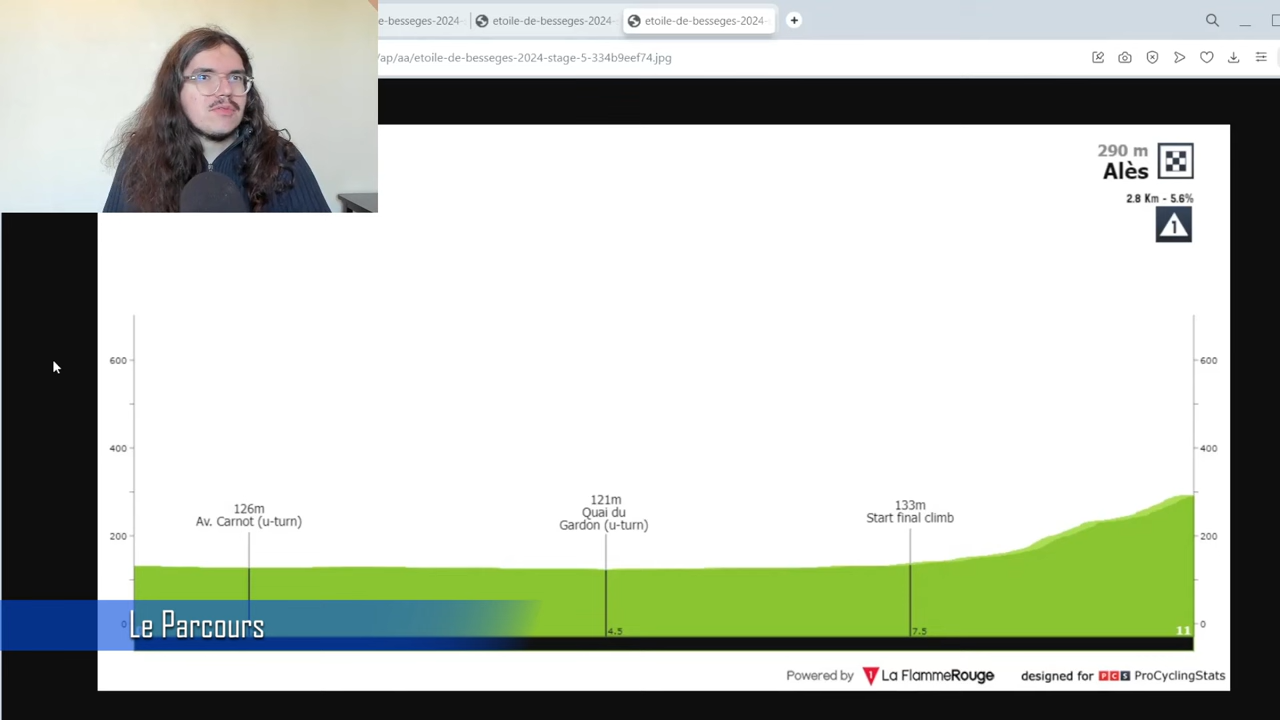 e-besseges-2024-
etoile-de-besseges-2024-
etoile-de-besseges-2024-
/ap/aa/etoile-de-besseges-2024-stage-5-334b9eef74.jpg
290 m
Alès
2.8 Km - 5.6%
1
600
600
400
400
126m
Av. Carnot (u-turn)
121m
Quai du
Gardon (u-turn)
133m
Start final climb
200
200
0
0
Le Parcours
4.5
7.5
11
Powered by
1
La FlammeRouge
designed for
PCS
ProCyclingStats